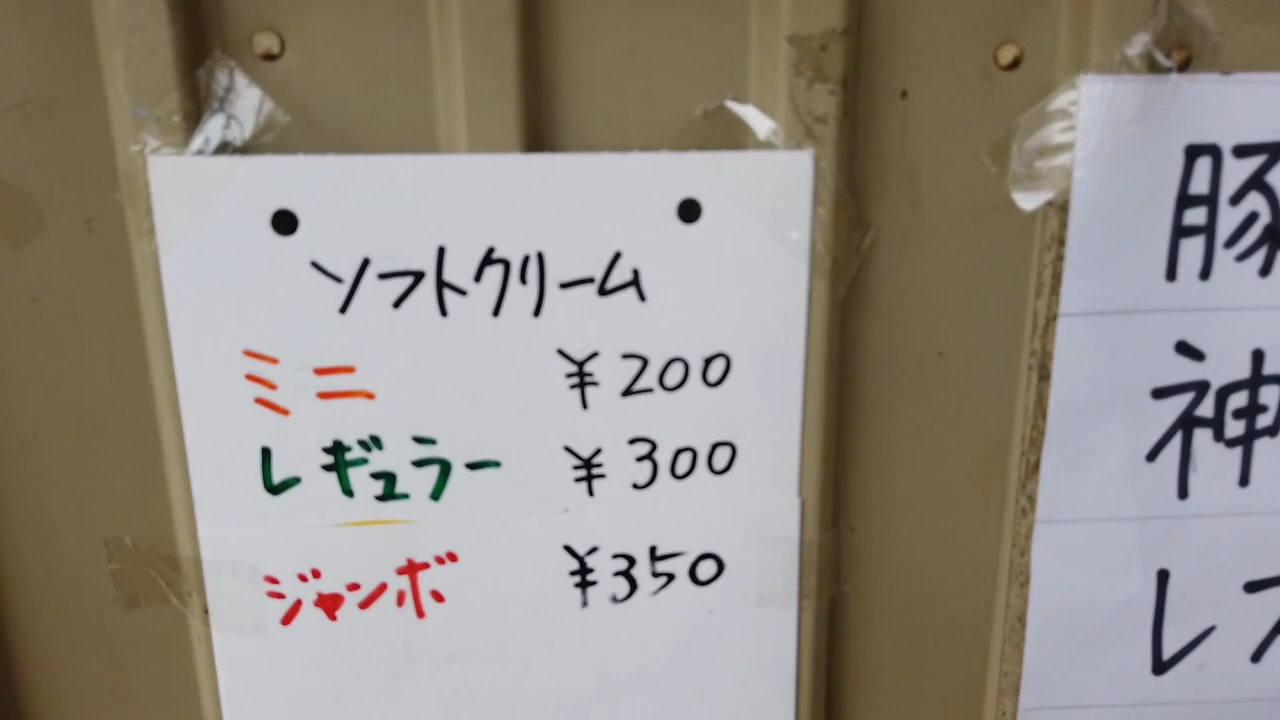 ソフトクリーム
ミニ ¥200
レギュラー ¥300
ジャンボ ¥350
豚
神
レ